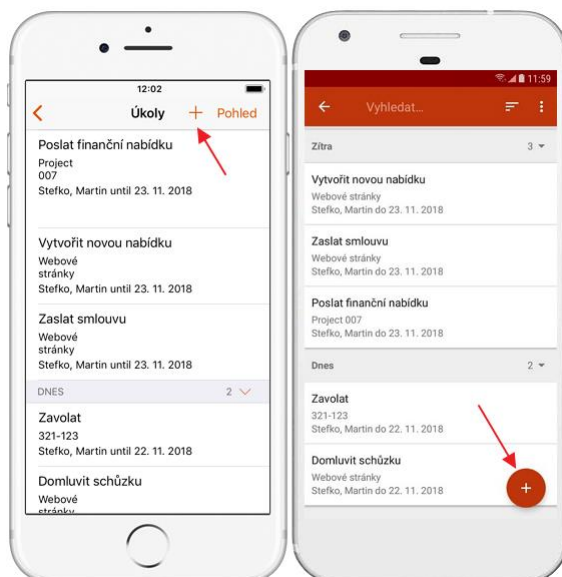 12:02
Úkoly + Pohled
Poslat finanční nabídku
Project
007
Stefko, Martin until 23. 11. 2018
Vytvořit novou nabídku
Webové
stránky
Stefko, Martin until 23. 11. 2018
Zaslat smlouvu
Webové
stránky
Stefko, Martin until 23. 11. 2018
DNES 2
Zavolat
321-123
Stefko, Martin until 22. 11. 2018
Domluvit schůzku
Webové
stránky
11:59
Vyhledat...
Zítra 3
Vytvořit novou nabídku
Webové stránky
Stefko, Martin do 23. 11. 2018
Zaslat smlouvu
Webové stránky
Stefko, Martin do 23. 11. 2018
Poslat finanční nabídku
Project 007
Stefko, Martin do 23. 11. 2018
Dnes 2
Zavolat
321-123
Stefko, Martin do 22. 11. 2018
Domluvit schůzku
Webové stránky
Stefko, Martin do 22. 11. 2018
+